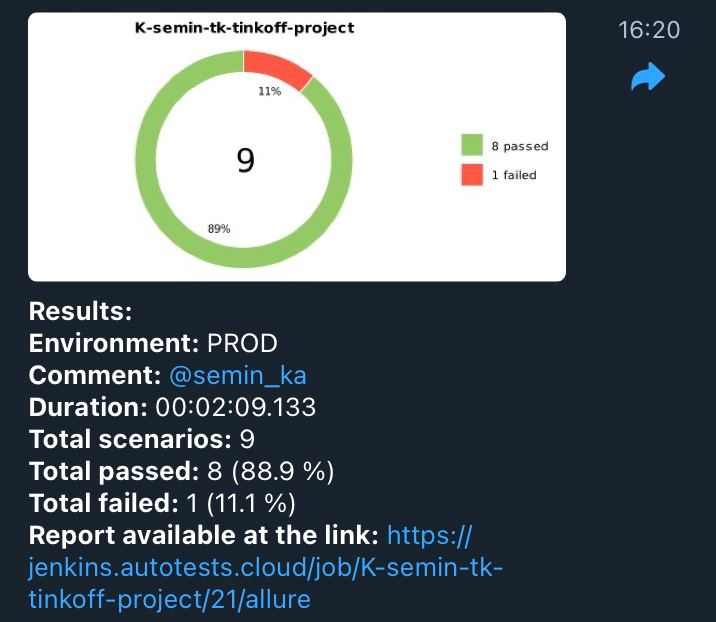 K-semin-tk-tinkoff-project
16:20
11%
9
8 passed
1 failed
89%
Results:
Environment: PROD
Comment: @semin_ka
Duration: 00:02:09.133
Total scenarios: 9
Total passed: 8 (88.9 %)
Total failed: 1 (11.1 %)
Report available at the link: https://
jenkins.autotests.cloud/job/K-semin-tk-
tinkoff-project/21/allure